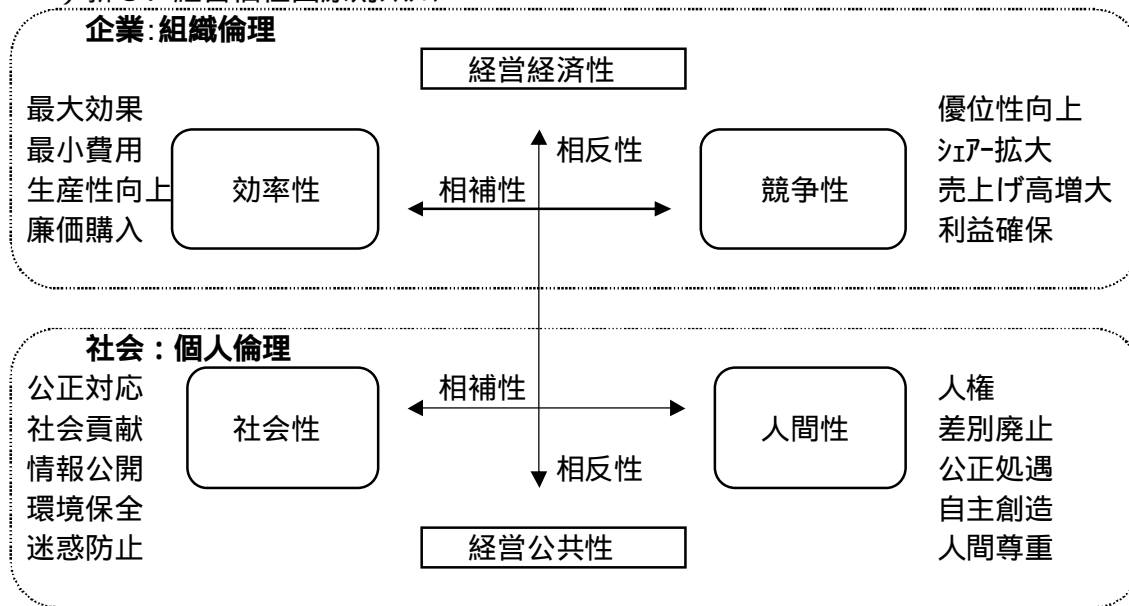 企業:組織倫理
経営経済性
最大効果
最小費用
生産性向上
廉価購入
効率性
相反性
相補性
競争性
優位性向上
ｼｪｱｰ拡大
売上げ高増大
利益確保
社会：個人倫理
公正対応
社会貢献
情報公開
環境保全
迷惑防止
社会性
相補性
相反性
人間性
人権
差別廃止
公正処遇
自主創造
人間尊重
経営公共性